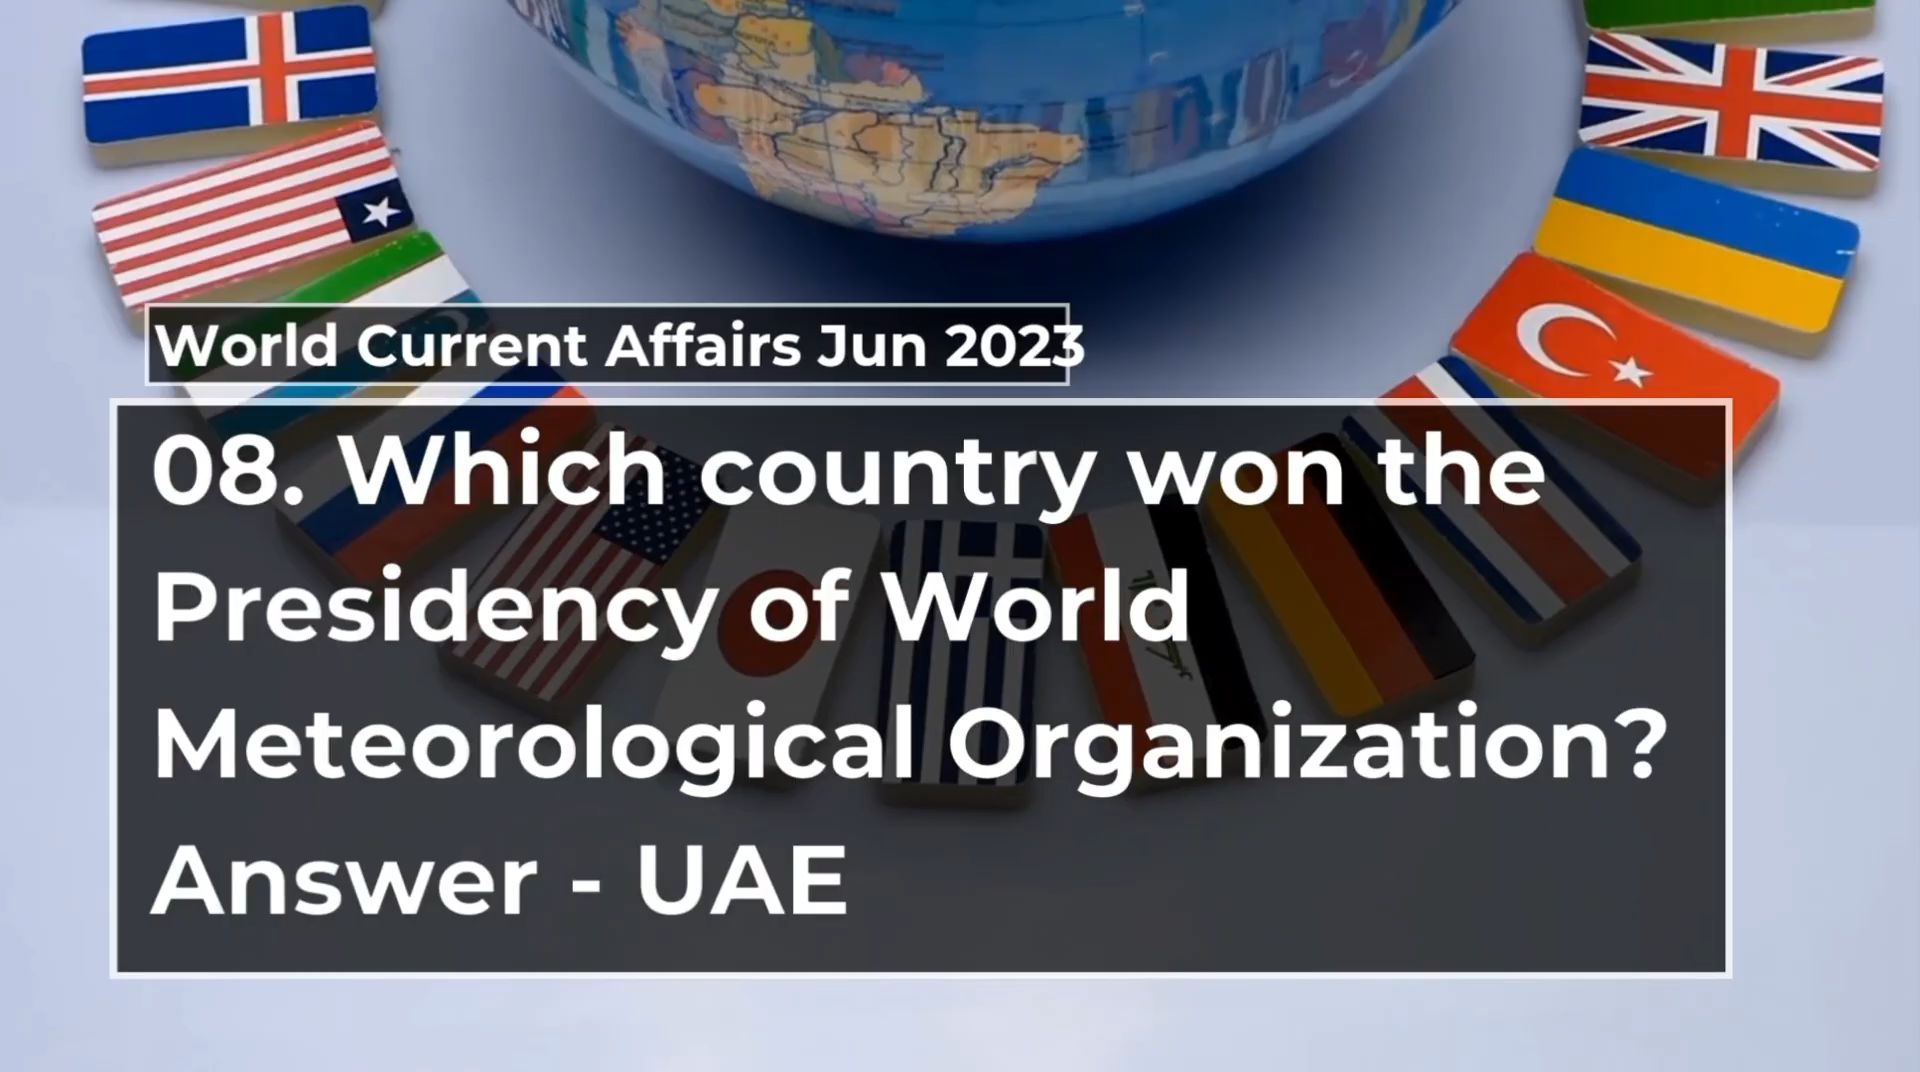 World Current Affairs Jun 2023
08. Which country won the
Presidency of World
Meteorological Organization?
Answer - UAE